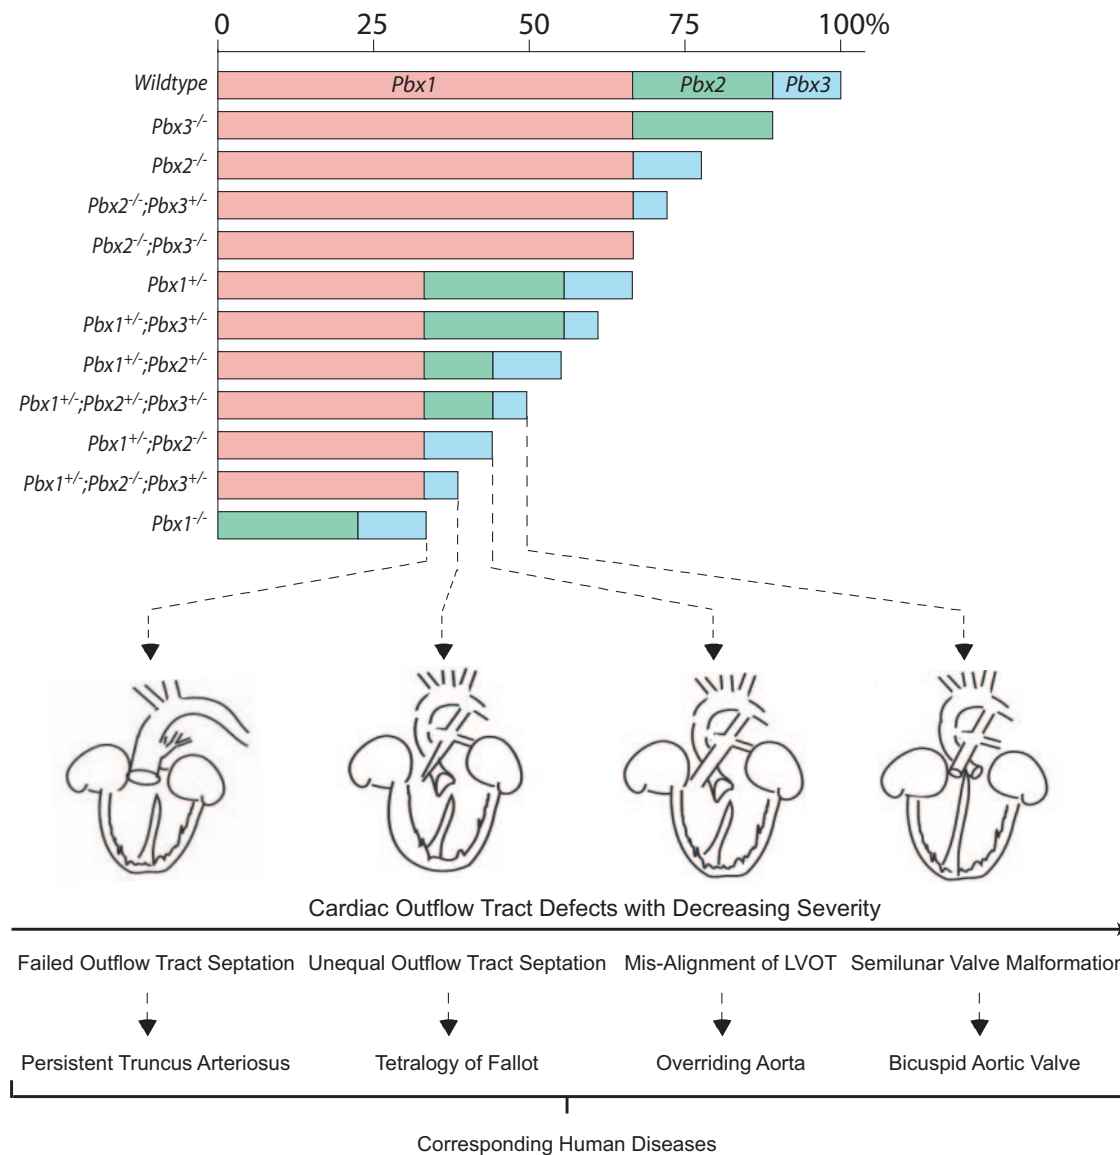 0 25 50 75 100%
Wildtype Pbx1 Pbx2 Pbx3
Pbx3-/-
Pbx2-/-
Pbx2-/-;Pbx3+/-
Pbx2-/-;Pbx3-/-
Pbx1+/-
Pbx1+/-;Pbx3+/-
Pbx1+/-;Pbx2+/-
Pbx1+/-;Pbx2+/-;Pbx3+/-
Pbx1+/-;Pbx2-/-
Pbx1+/-;Pbx2-/-;Pbx3+/-
Pbx1-/-
Cardiac Outflow Tract Defects with Decreasing Severity
Failed Outflow Tract Septation Unequal Outflow Tract Septation Mis-Alignment of LVOT Semilunar Valve Malformation
Persistent Truncus Arteriosus Tetralogy of Fallot Overriding Aorta Bicuspid Aortic Valve
Corresponding Human Diseases